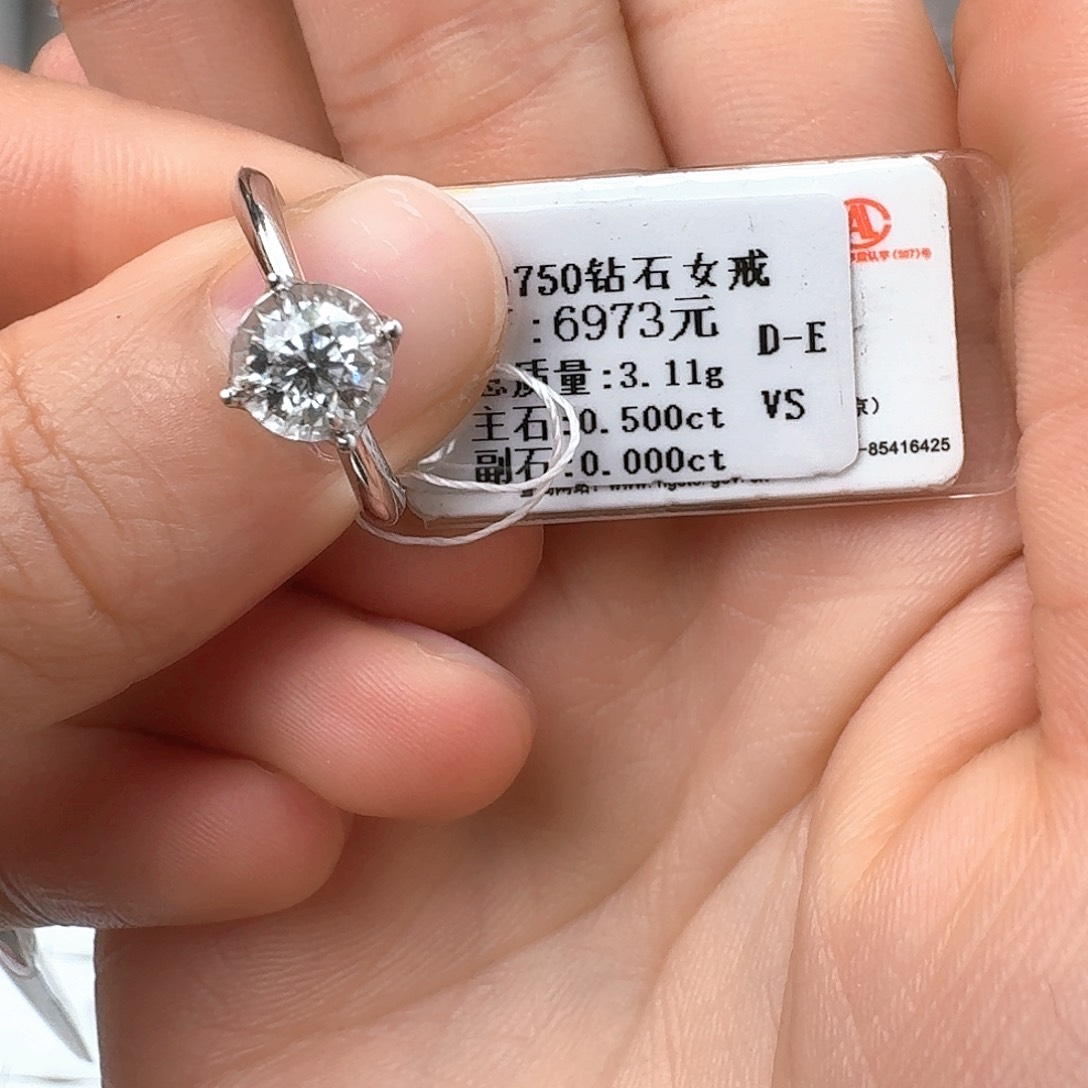 750钻石女戒
:6973元
D-E
质量:3.11g
VS
主石:0.500ct
副石:0.000ct
京)
-85416425